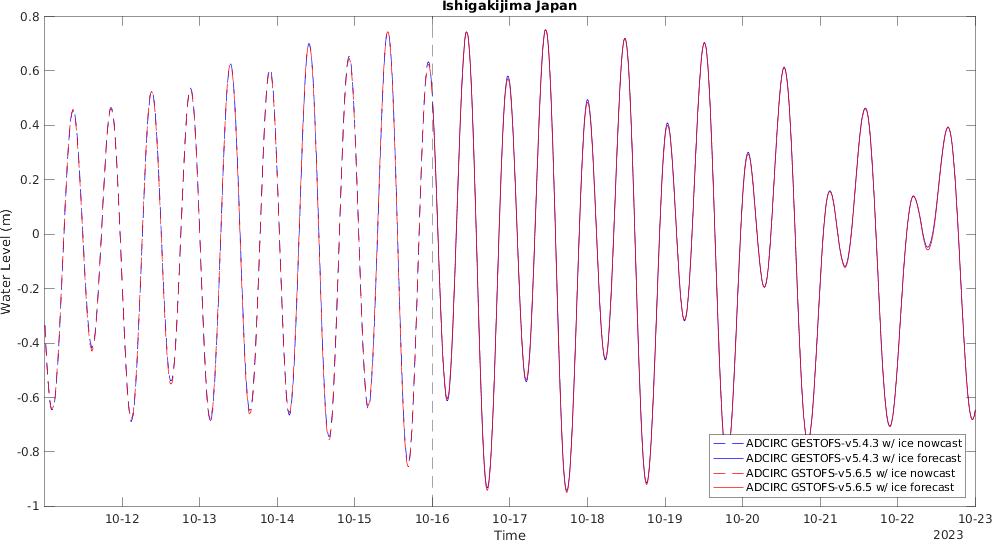 Ishigakijima Japan
0.8
0.6
0.4
0.2
0
-0.2
-0.4
-0.6
-0.8
-1
Water Level (m)
10-12 10-13 10-14 10-15 10-16 10-17 10-18 10-19 10-20 10-21 10-22 10-23
Time
2023
ADCIRC GESTOFS-v5.4.3 w/ ice nowcast
ADCIRC GESTOFS-v5.4.3 w/ ice forecast
ADCIRC GSTOFS-v5.6.5 w/ ice nowcast
ADCIRC GSTOFS-v5.6.5 w/ ice forecast